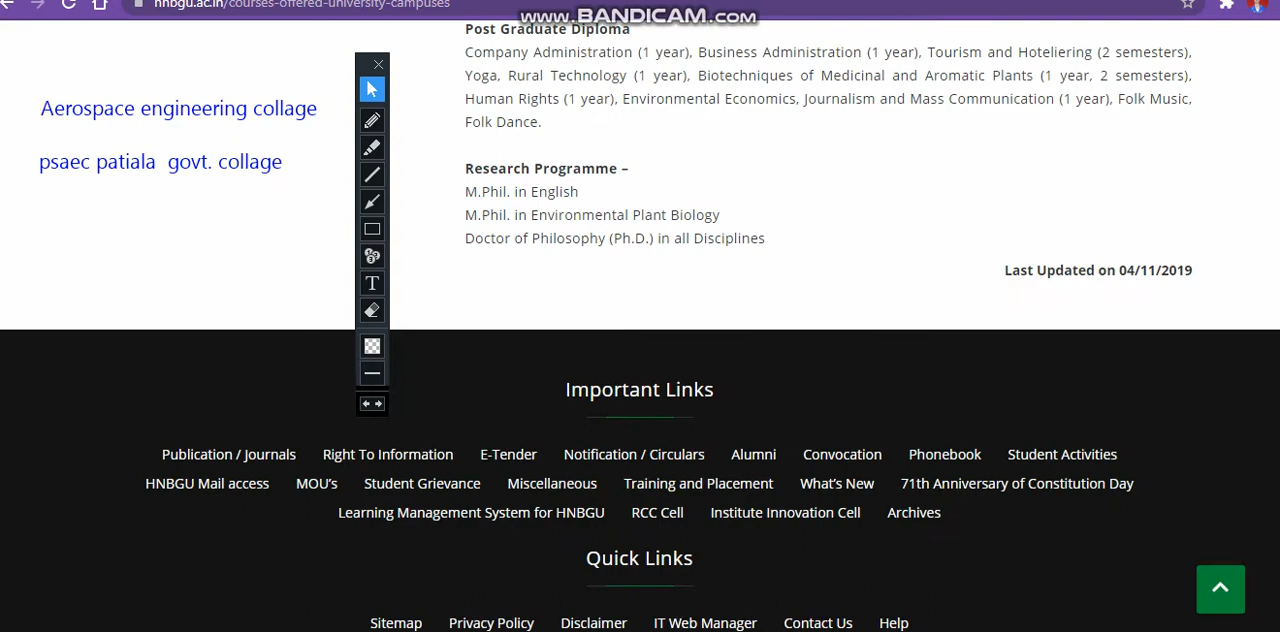 hnbgu.ac.in/courses-offered-university-campuses
www.BANDICAM.com
Post Graduate Diploma
Company Administration (1 year), Business Administration (1 year), Tourism and Hoteliering (2 semesters),
Yoga, Rural Technology (1 year), Biotechniques of Medicinal and Aromatic Plants (1 year, 2 semesters),
Human Rights (1 year), Environmental Economics, Journalism and Mass Communication (1 year), Folk Music,
Folk Dance.
Aerospace engineering collage
psaec patiala govt. collage
Research Programme –
M.Phil. in English
M.Phil. in Environmental Plant Biology
Doctor of Philosophy (Ph.D.) in all Disciplines
Last Updated on 04/11/2019
T
Important Links
Publication / Journals Right To Information E-Tender Notification / Circulars Alumni Convocation Phonebook Student Activities
HNBGU Mail access MOU's Student Grievance Miscellaneous Training and Placement What's New 71th Anniversary of Constitution Day
Learning Management System for HNBGU RCC Cell Institute Innovation Cell Archives
Quick Links
Sitemap Privacy Policy Disclaimer IT Web Manager Contact Us Help